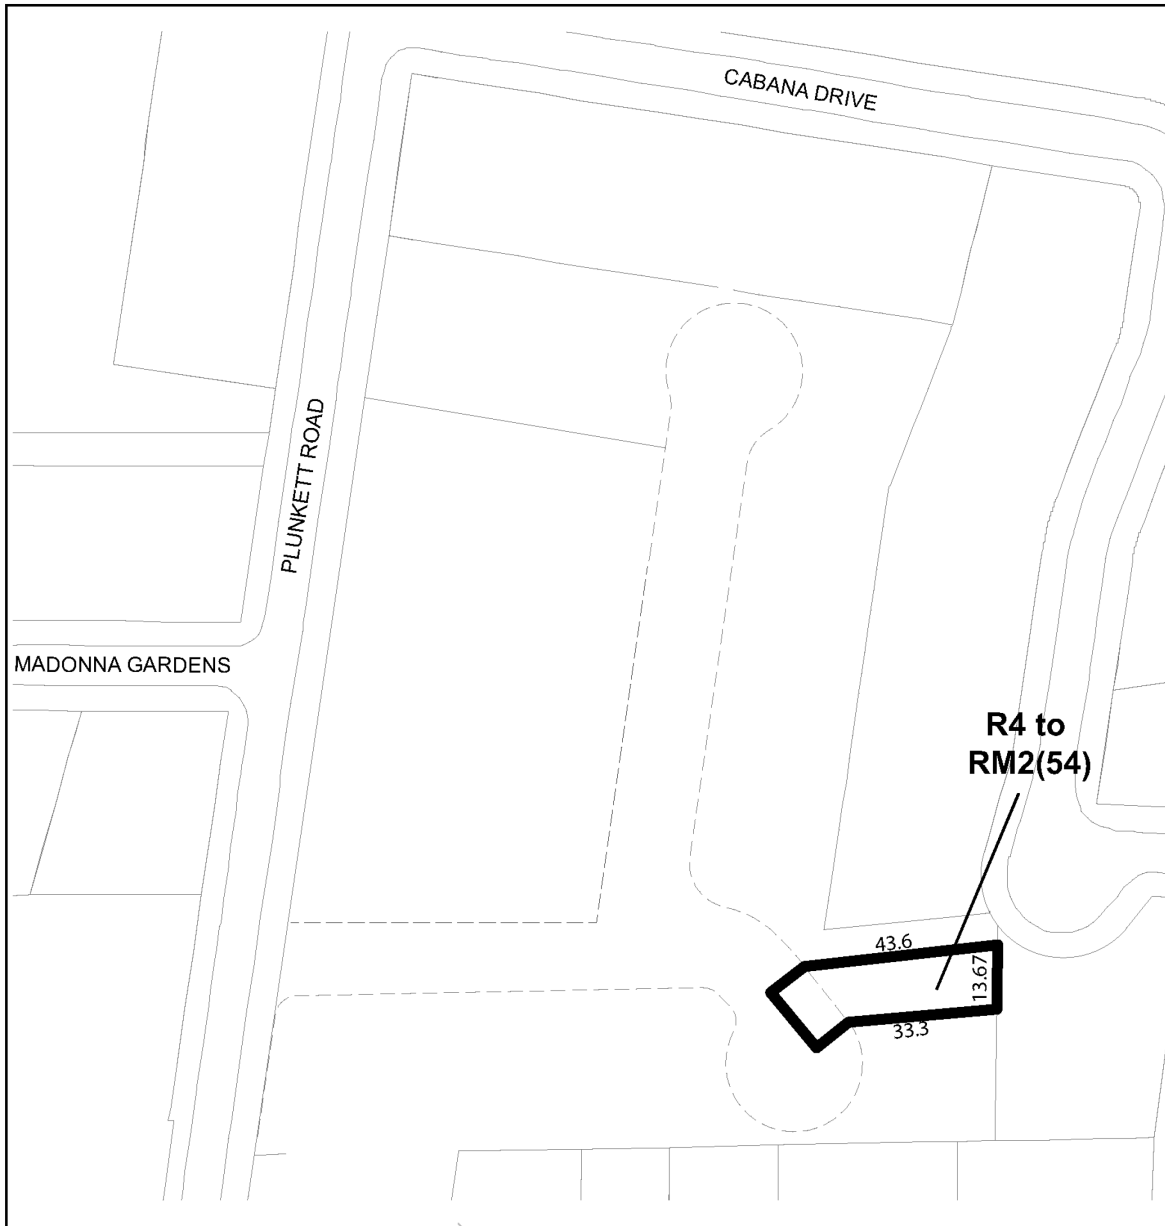 CABANA DRIVE
PLUNKETT ROAD
MADONNA GARDENS
R4 to
RM2(54)
43.6
13.67
33.3